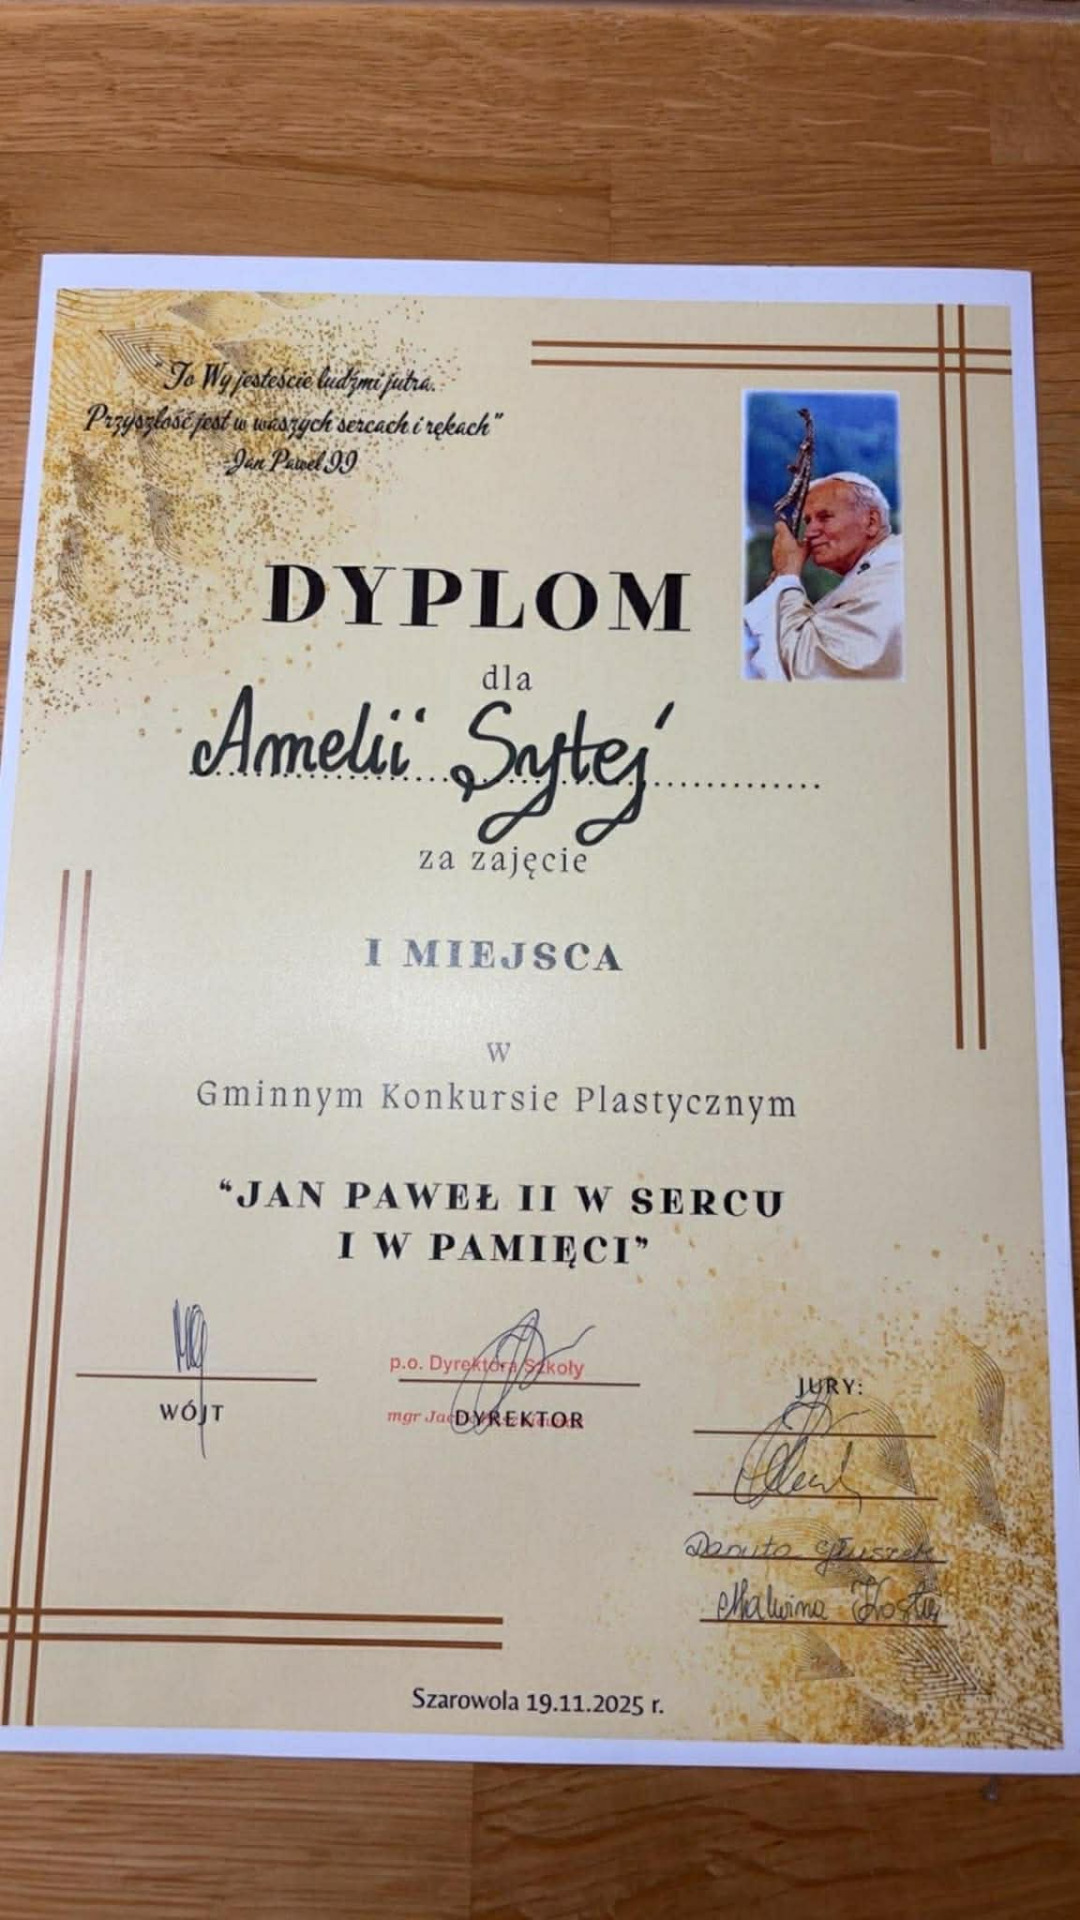 "To Wy jesteście ludźmi jutra.
Przyszłość jest w waszych sercach i rękach"
-Jan Paweł II
DYPLOM
dla
Amelii Sytej
za zajęcie
I MIEJSCA
w
Gminnym Konkursie Plastycznym
“JAN PAWEŁ II W SERCU
I W PAMIĘCI”
WÓJT
p.o. Dyrektora Szkoły
mgr
DYREKTOR
JURY:
Danuta Głuszek
Malwina
Szarowola 19.11.2025 r.